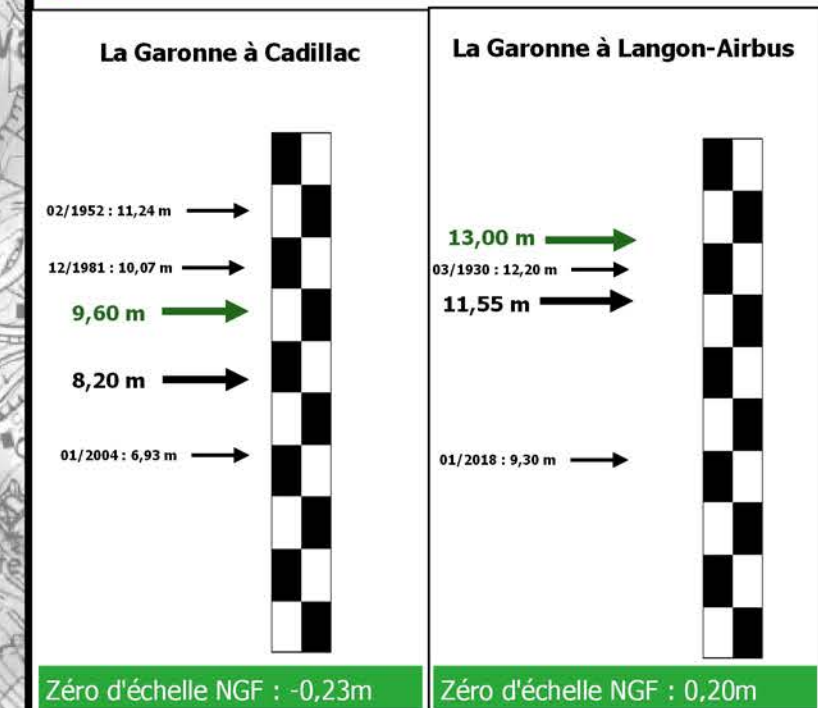 La Garonne à Cadillac
02/1952 : 11,24 m
12/1981 : 10,07 m
9,60 m
8,20 m
01/2004 : 6,93 m
Zéro d'échelle NGF : -0,23m
La Garonne à Langon-Airbus
13,00 m
03/1930 : 12,20 m
11,55 m
01/2018 : 9,30 m
Zéro d'échelle NGF : 0,20m